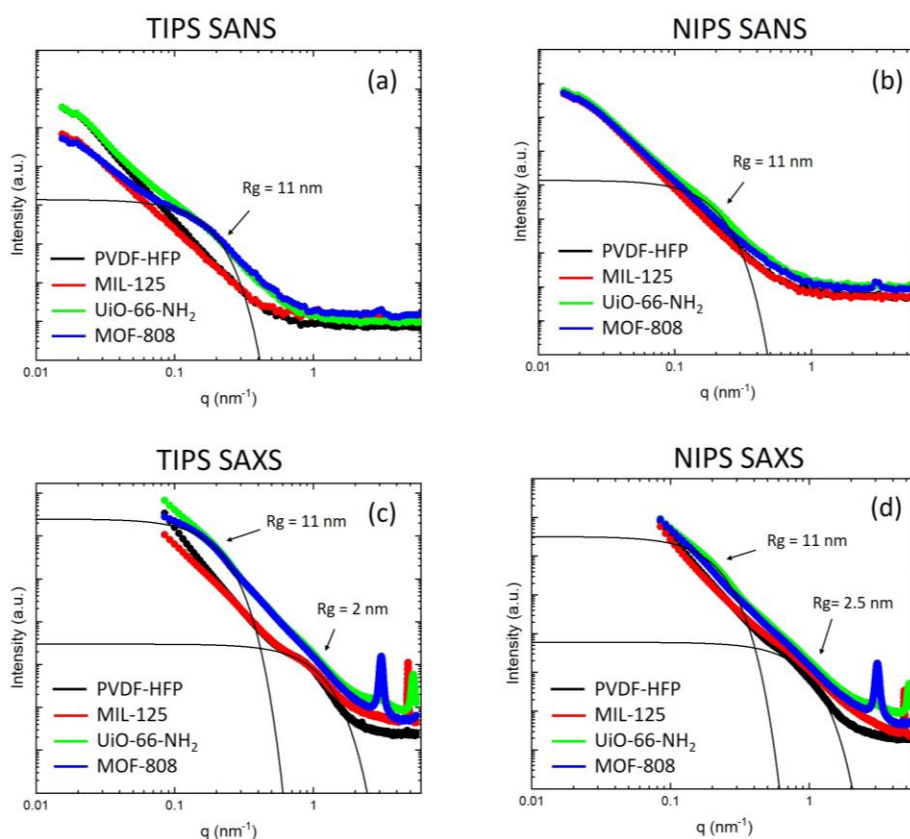 TIPS SANS
NIPS SANS
(a)
Intensity (a.u.)
Rg = 11 nm
PVDF-HFP
MIL-125
UiO-66-NH₂
MOF-808
0.01
0.1
1
q (nm⁻¹)
(b)
Intensity (a.u.)
Rg = 11 nm
PVDF-HFP
MIL-125
UiO-66-NH₂
MOF-808
0.01
0.1
1
q (nm⁻¹)
TIPS SAXS
NIPS SAXS
(c)
Intensity (a.u.)
Rg = 11 nm
Rg = 2 nm
PVDF-HFP
MIL-125
UiO-66-NH₂
MOF-808
0.01
0.1
1
q (nm⁻¹)
(d)
Intensity (a.u.)
Rg = 11 nm
Rg= 2.5 nm
PVDF-HFP
MIL-125
UiO-66-NH₂
MOF-808
0.01
0.1
1
q (nm⁻¹)